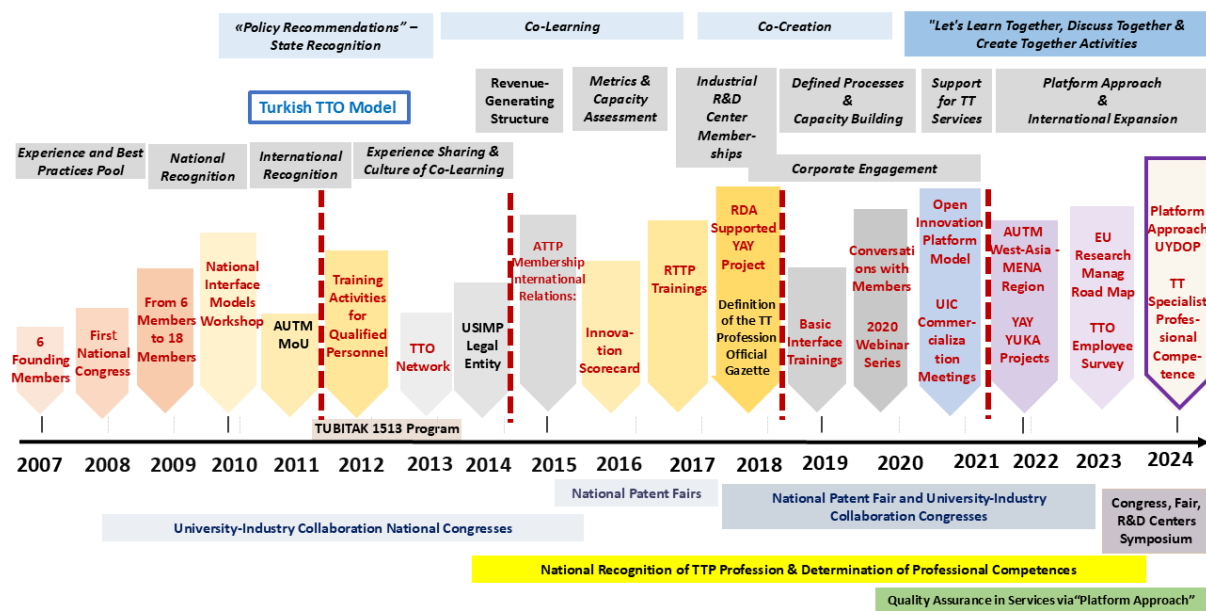 «Policy Recommendations” –
State Recognition
Co-Learning
Co-Creation
"Let's Learn Together, Discuss Together &
Create Together Activities
Turkish TTO Model
Revenue-
Generating
Structure
Metrics &
Capacity
Assessment
Industrial
R&D
Center
Member-
ships
Defined Processes
&
Capacity Building
Support
for TT
Services
Platform Approach
&
International Expansion
Experience and Best
Practices Pool
National
Recognition
International
Recognition
Experience Sharing &
Culture of Co-Learning
Corporate Engagement
6
Founding
Members
First
National
Congress
From 6
Members
to 18
Members
National
Interface
Models
Workshop
AUTM
MoU
Training
Activities
for
Qualified
Personnel
TTO
Network
USIMP
Legal
Entity
ATTP
Membership
International
Relations:
Innova-
tion
Scorecard
RTTP
Trainings
RDA
Supported
YAY
Project
Definition
of the TT
Profession
Official
Gazette
Basic
Interface
Trainings
Conversati
ons with
Members
2020
Webinar
Series
Open
Innovation
Platform
Model
UIC
Commer-
cializa
tion
Meetings
AUTM
West-Asia -
MENA
Region
YAY
YUKA
Projects
EU
Research
Manag
Road Map
TTO
Employee
Survey
Platform
Approach
UYDOP
TT
Specialist
Profes-
sional
Compe-
tence
TUBITAK 1513 Program
2007
2008
2009
2010
2011
2012
2013
2014
2015
2016
2017
2018
2019
2020
2021
2022
2023
2024
National Patent Fairs
National Patent Fair and University-Industry
Collaboration Congresses
Congress,
Fair,
R&D Centers
Symposium
University-Industry Collaboration National Congresses
National Recognition of TTP Profession & Determination of Professional Competences
Quality Assurance in Services via“Platform Approach”